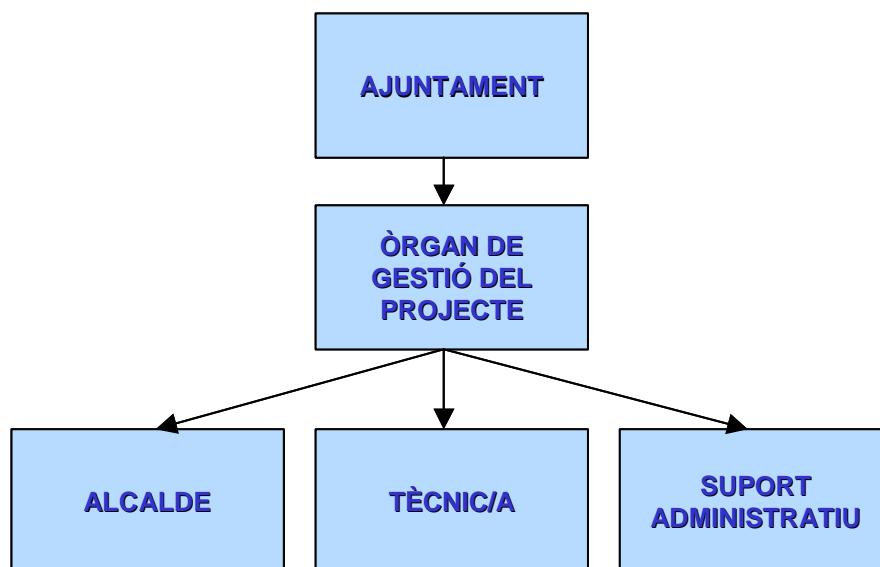 AJUNTAMENT
ÒRGAN DE
GESTIÓ DEL
PROJECTE
ALCALDE
TÈCNIC/A
SUPORT
ADMINISTRATIU